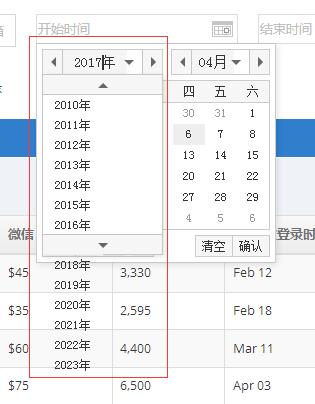 箱
开始时间
结束时间
2017年
04月
2010年
2011年
2012年
2013年
2014年
2015年
2016年
四 五 六
30 31 1
6 7 8
13 14 15
20 21 22
27 28 29
4 5 6
清空 确认
微信
登录时
2018年
2019年
2020年
2021年
2022年
2023年
$45 3,330 Feb 12
$35 2,595 Feb 18
$60 4,400 Mar 11
$75 6,500 Apr 03